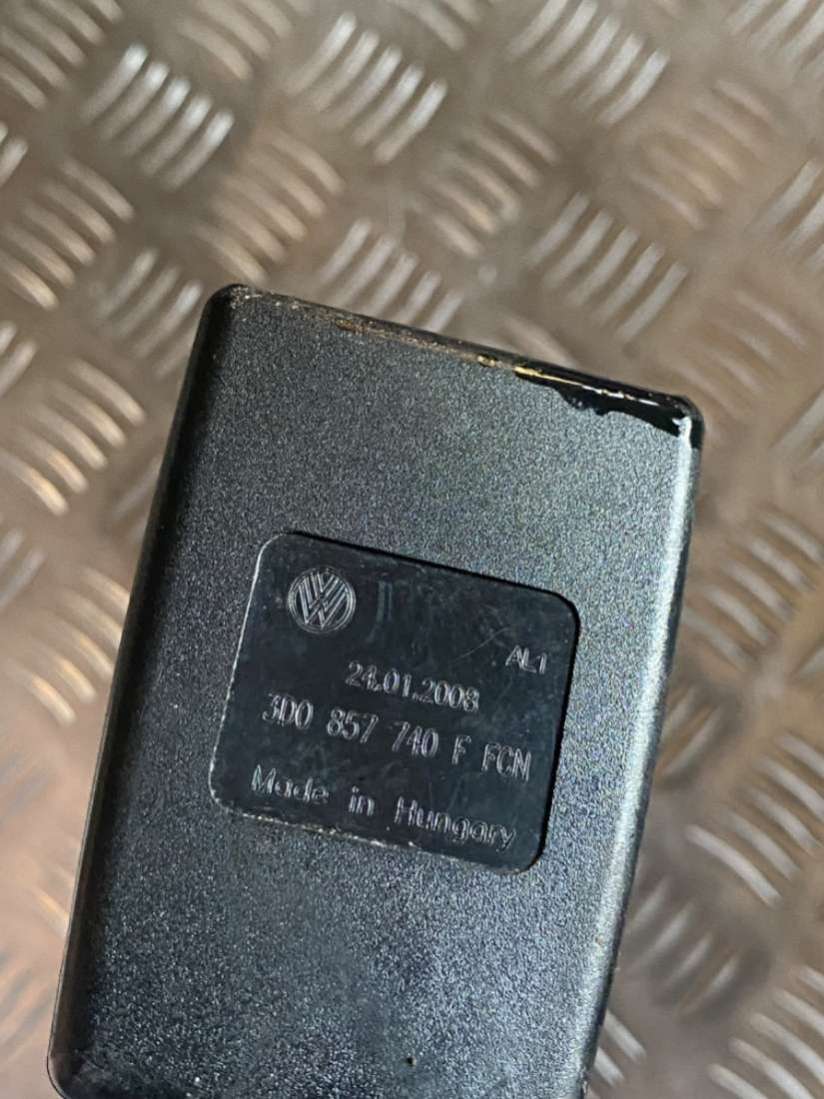 AL1
24.01.2008
3D0 857 740 F FCN
Made in Hungary